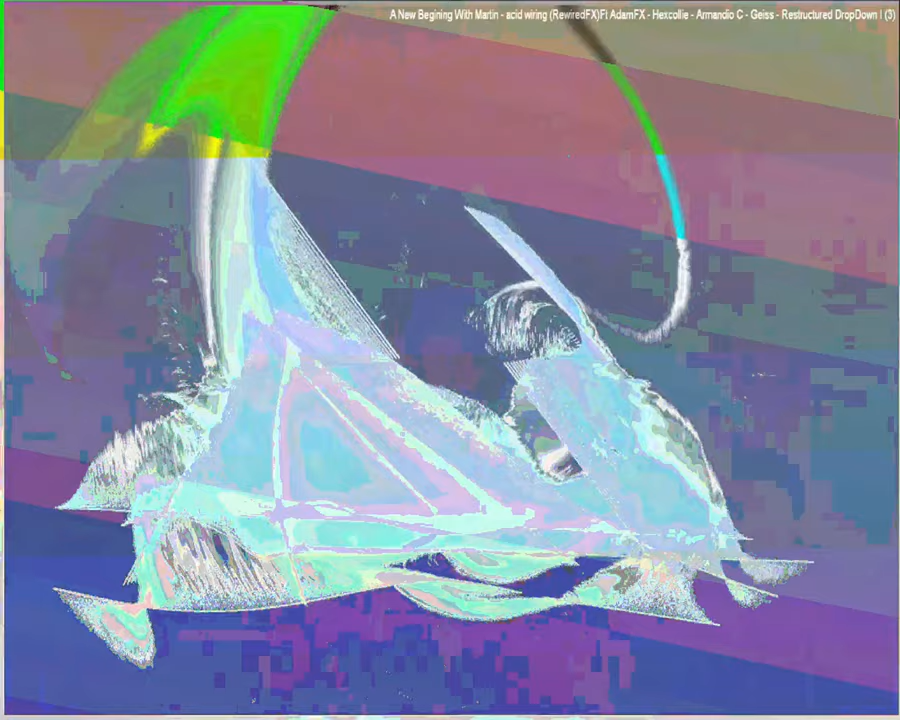 A New Begining With Martin - acid wiring (RewiredFX)Ft AdamFX - Hexcollie - Armandio C - Geiss - Restructured DropDown I (3)